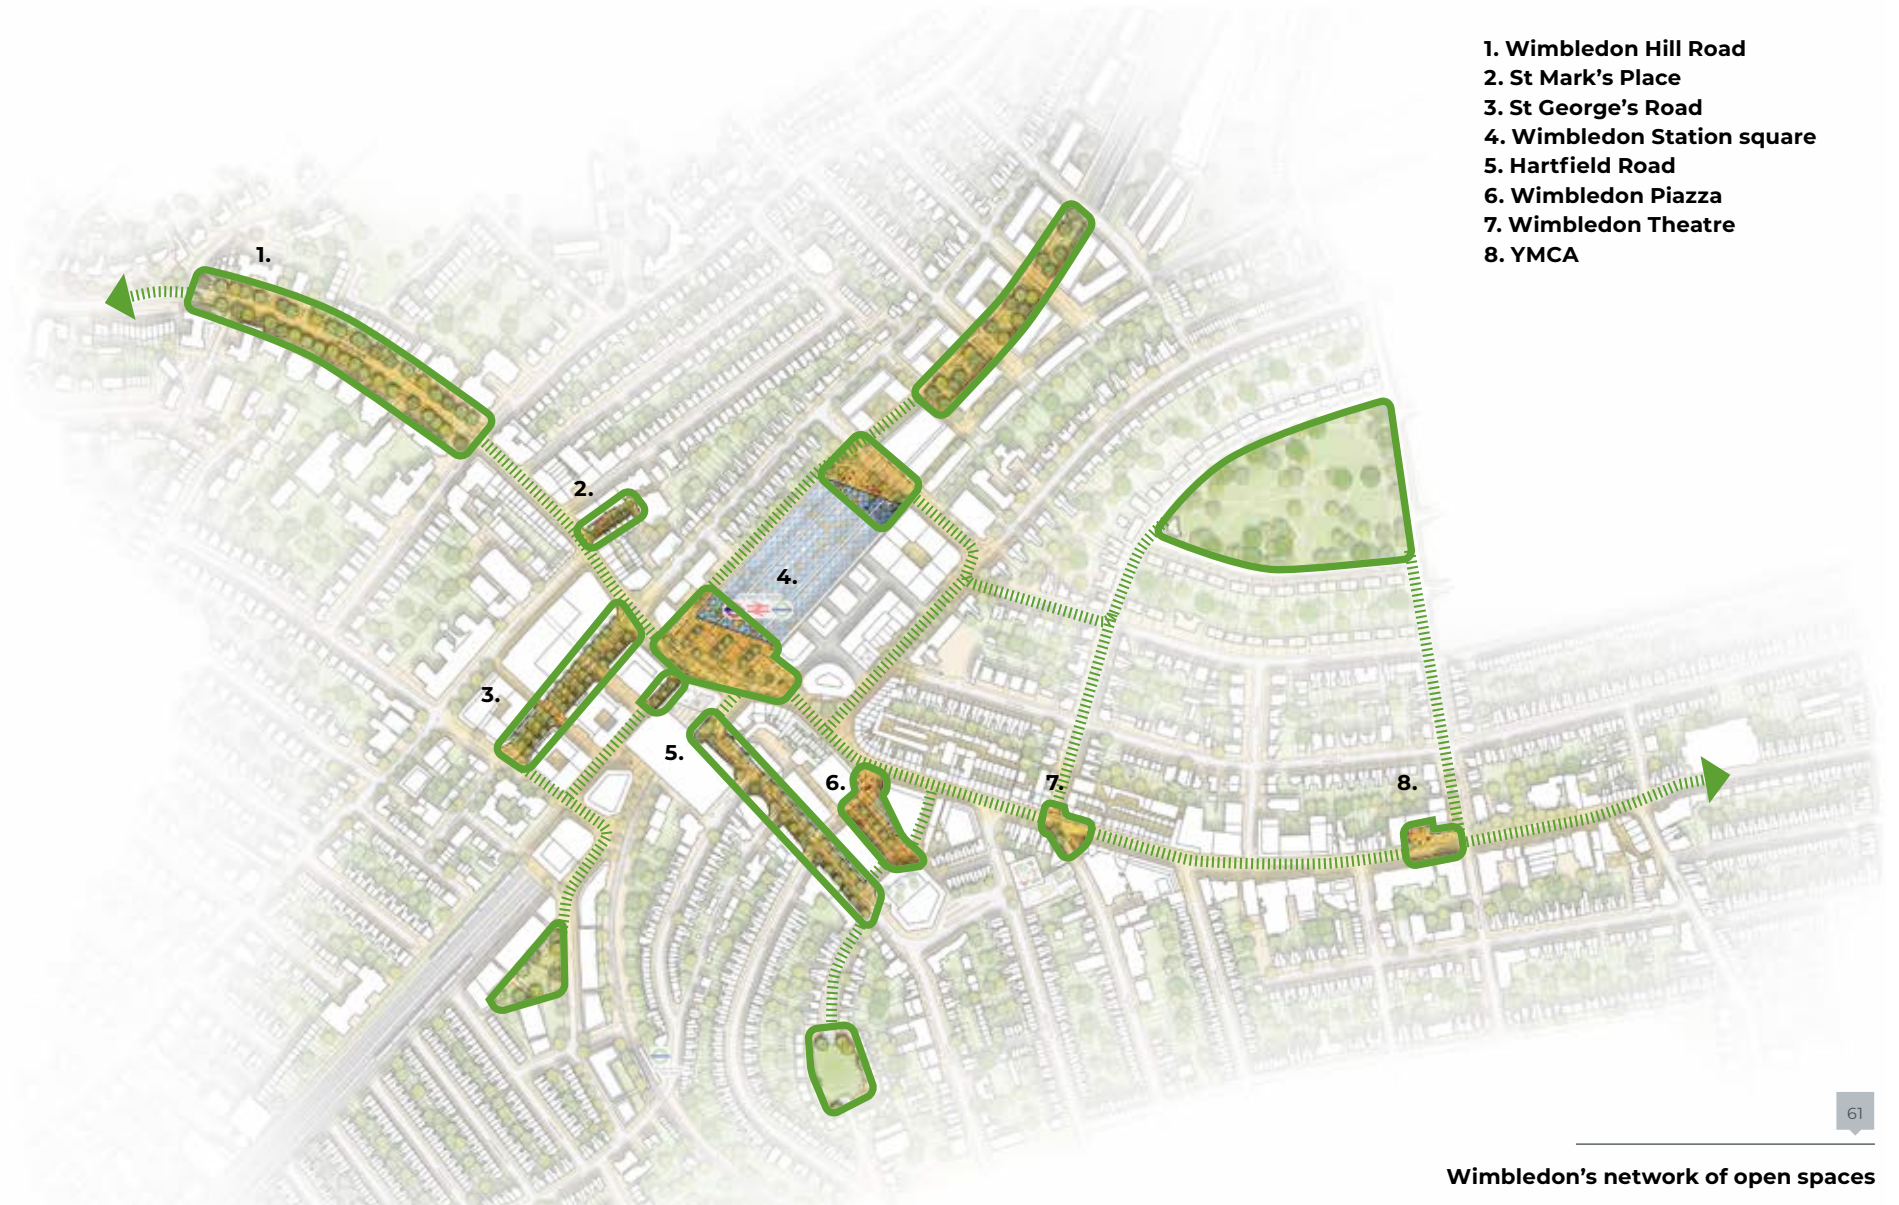 1. Wimbledon Hill Road
2. St Mark’s Place
3. St George’s Road
4. Wimbledon Station square
5. Hartfield Road
6. Wimbledon Piazza
7. Wimbledon Theatre
8. YMCA
1.
2.
4.
3.
5.
6.
7.
8.
61
Wimbledon’s network of open spaces